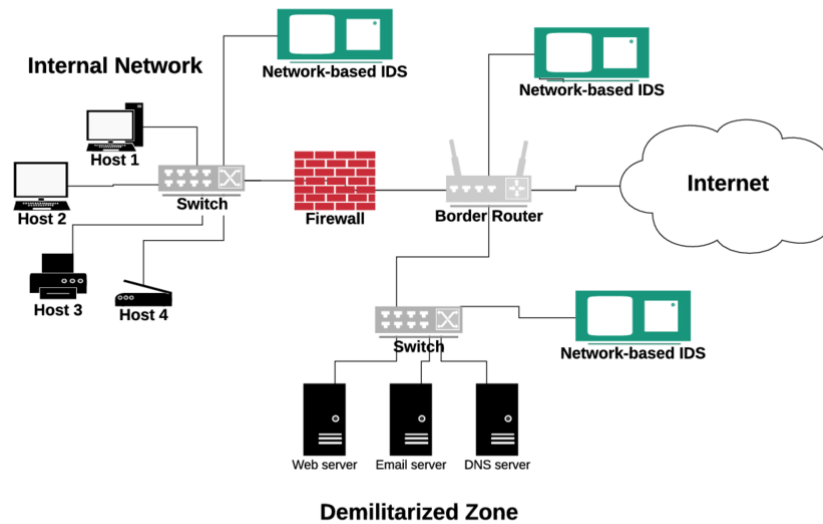 Network-based IDS
Network-based IDS
Internal Network
Host 1
Host 2
Switch
Firewall
Border Router
Internet
Host 3
Host 4
Switch
Network-based IDS
Web server
Email server
DNS server
Demilitarized Zone